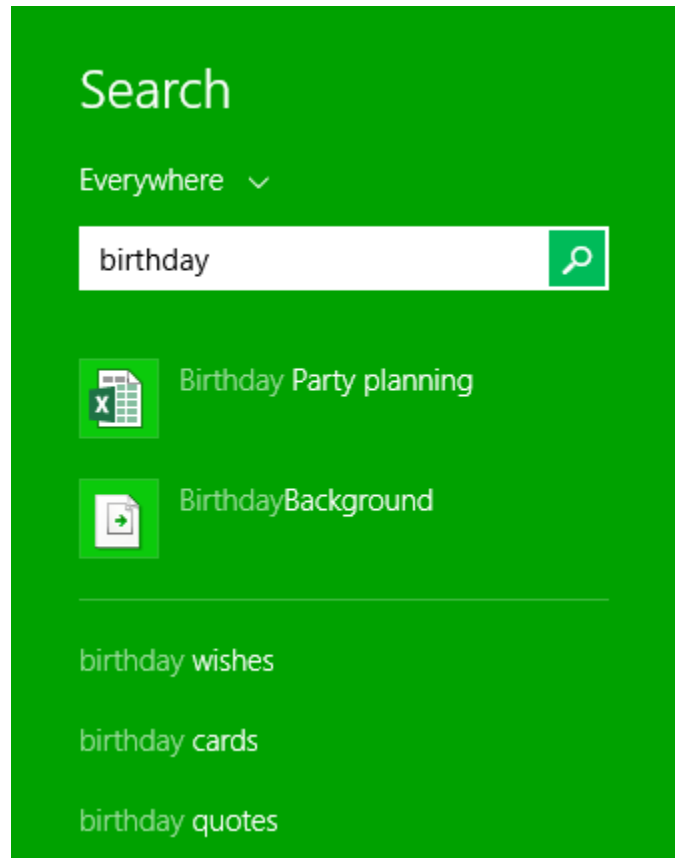 Search
Everywhere
birthday
Birthday Party planning
BirthdayBackground
birthday wishes
birthday cards
birthday quotes